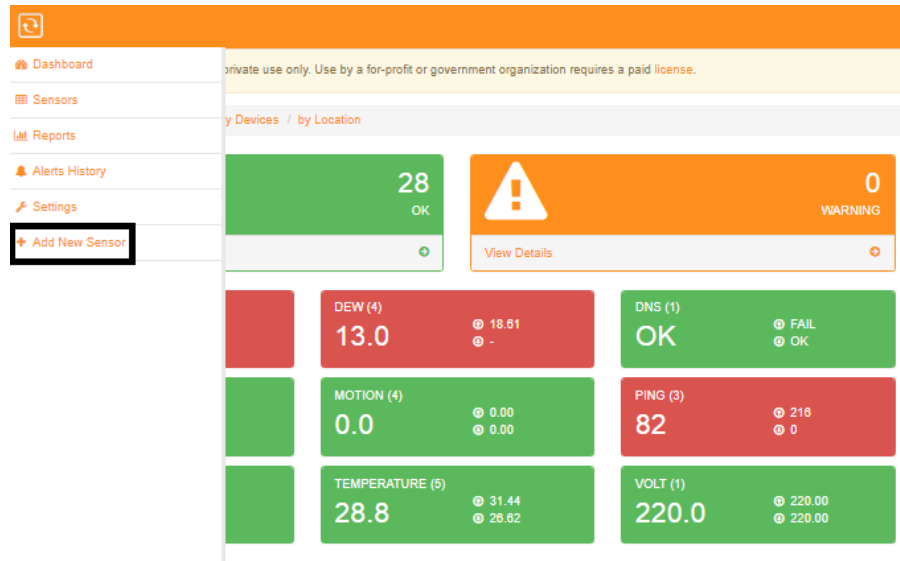 Dashboard
private use only. Use by a for-profit or government organization requires a paid license.
Sensors
y Devices / by Location
Reports
Alerts History
Settings
Add New Sensor
28
OK
0
WARNING
View Details
DEW (4)
13.0
18.61
-
DNS (1)
OK
FAIL
OK
MOTION (4)
0.0
0.00
0.00
PING (3)
82
216
0
TEMPERATURE (5)
28.8
31.44
26.62
VOLT (1)
220.0
220.00
220.00